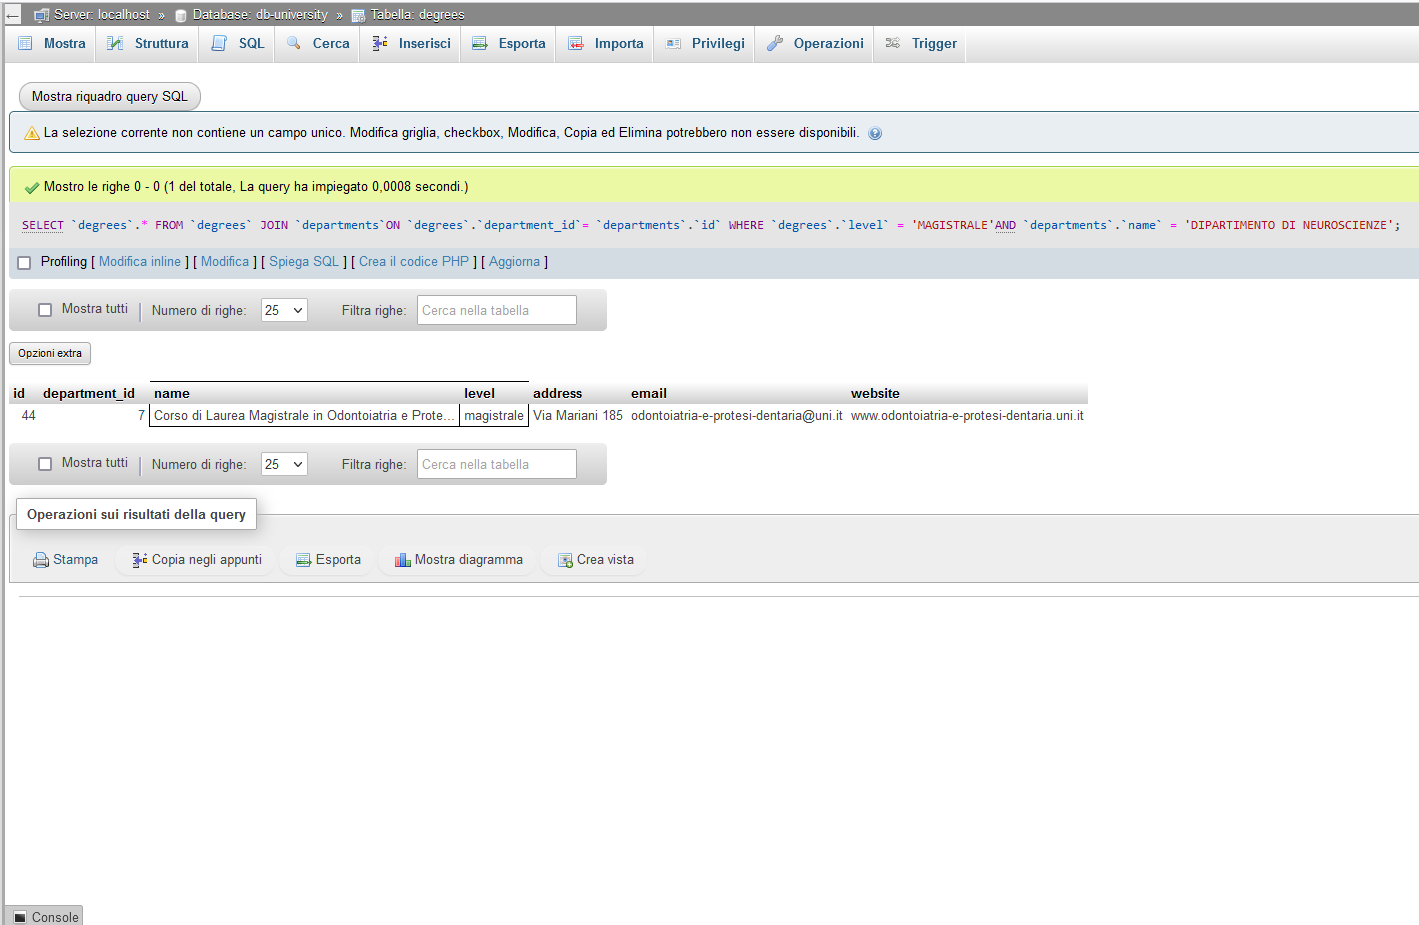 ← Server: localhost » Database: db-university » Tabella: degrees
Mostra Struttura SQL Cerca Inserisci Esporta Importa Privilegi Operazioni Trigger
Mostra riquadro query SQL
La selezione corrente non contiene un campo unico. Modifica griglia, checkbox, Modifica, Copia ed Elimina potrebbero non essere disponibili.
Mostro le righe 0 - 0 (1 del totale, La query ha impiegato 0,0008 secondi.)
SELECT `degrees`.* FROM `degrees` JOIN `departments`ON `degrees`.`department_id`= `departments`.`id` WHERE `degrees`.`level` = 'MAGISTRALE'AND `departments`.`name` = 'DIPARTIMENTO DI NEUROSCIENZE';
Profiling [ Modifica inline ] [ Modifica ] [ Spiega SQL ] [ Crea il codice PHP ] [ Aggiorna ]
Mostra tutti Numero di righe: 25 Filtra righe: Cerca nella tabella
Opzioni extra
id department_id name level address email website
44 7 Corso di Laurea Magistrale in Odontoiatria e Prote... magistrale Via Mariani 185 odontoiatria-e-protesi-dentaria@uni.it www.odontoiatria-e-protesi-dentaria.uni.it
Mostra tutti Numero di righe: 25 Filtra righe: Cerca nella tabella
Operazioni sui risultati della query
Stampa Copia negli appunti Esporta Mostra diagramma Crea vista
Console